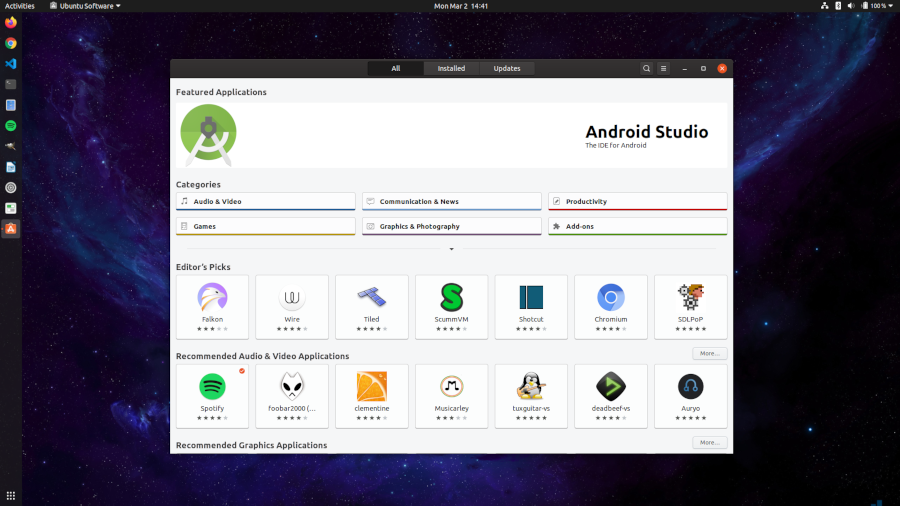 Activities
Ubuntu Software
Mon Mar 2 14:41
100%
All
Installed
Updates
Featured Applications
Android Studio
The IDE for Android
Categories
Audio & Video
Communication & News
Productivity
Games
Graphics & Photography
Add-ons
Editor's Picks
Falkon
Wire
Tiled
ScummVM
Shotcut
Chromium
SDLPoP
Recommended Audio & Video Applications
More...
Spotify
foobar2000 (...
clementine
Musicarley
tuxguitar-vs
deadbeef-vs
Auryo
Recommended Graphics Applications
More...